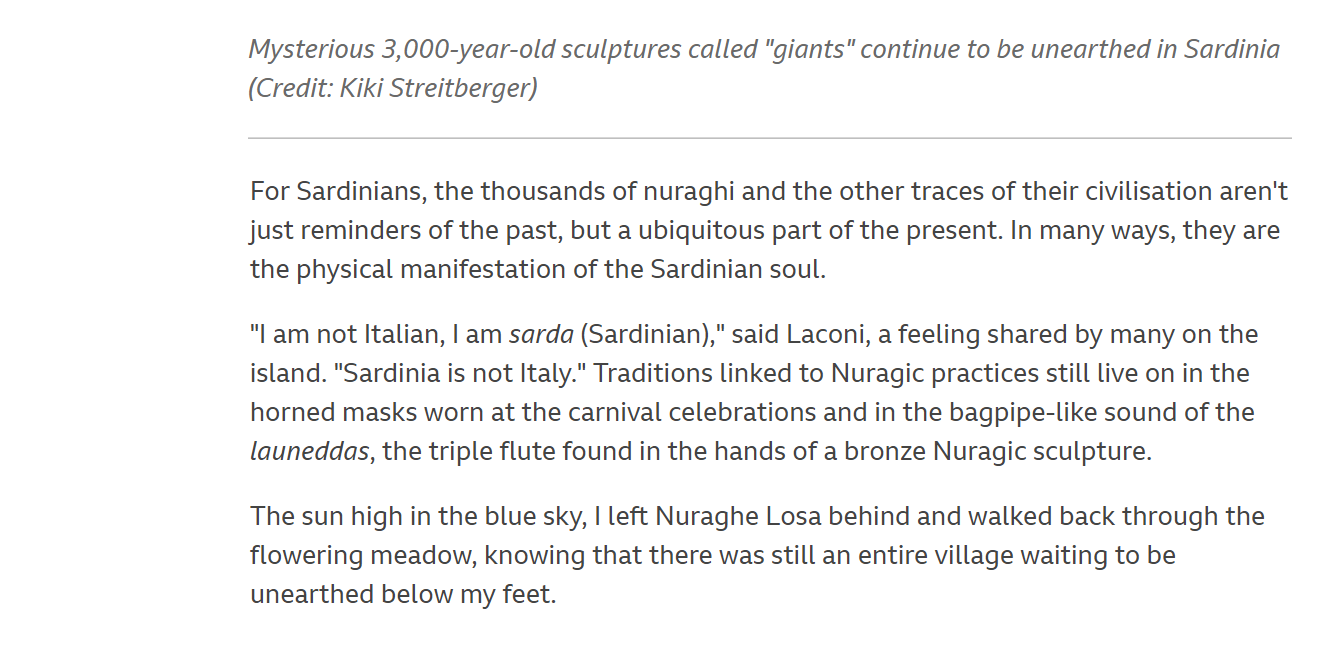 Mysterious 3,000-year-old sculptures called "giants" continue to be unearthed in Sardinia
(Credit: Kiki Streitberger)
For Sardinians, the thousands of nuraghi and the other traces of their civilisation aren't
just reminders of the past, but a ubiquitous part of the present. In many ways, they are
the physical manifestation of the Sardinian soul.
"I am not Italian, I am sarda (Sardinian)," said Laconi, a feeling shared by many on the
island. "Sardinia is not Italy." Traditions linked to Nuragic practices still live on in the
horned masks worn at the carnival celebrations and in the bagpipe-like sound of the
launeddas, the triple flute found in the hands of a bronze Nuragic sculpture.
The sun high in the blue sky, I left Nuraghe Losa behind and walked back through the
flowering meadow, knowing that there was still an entire village waiting to be
unearthed below my feet.